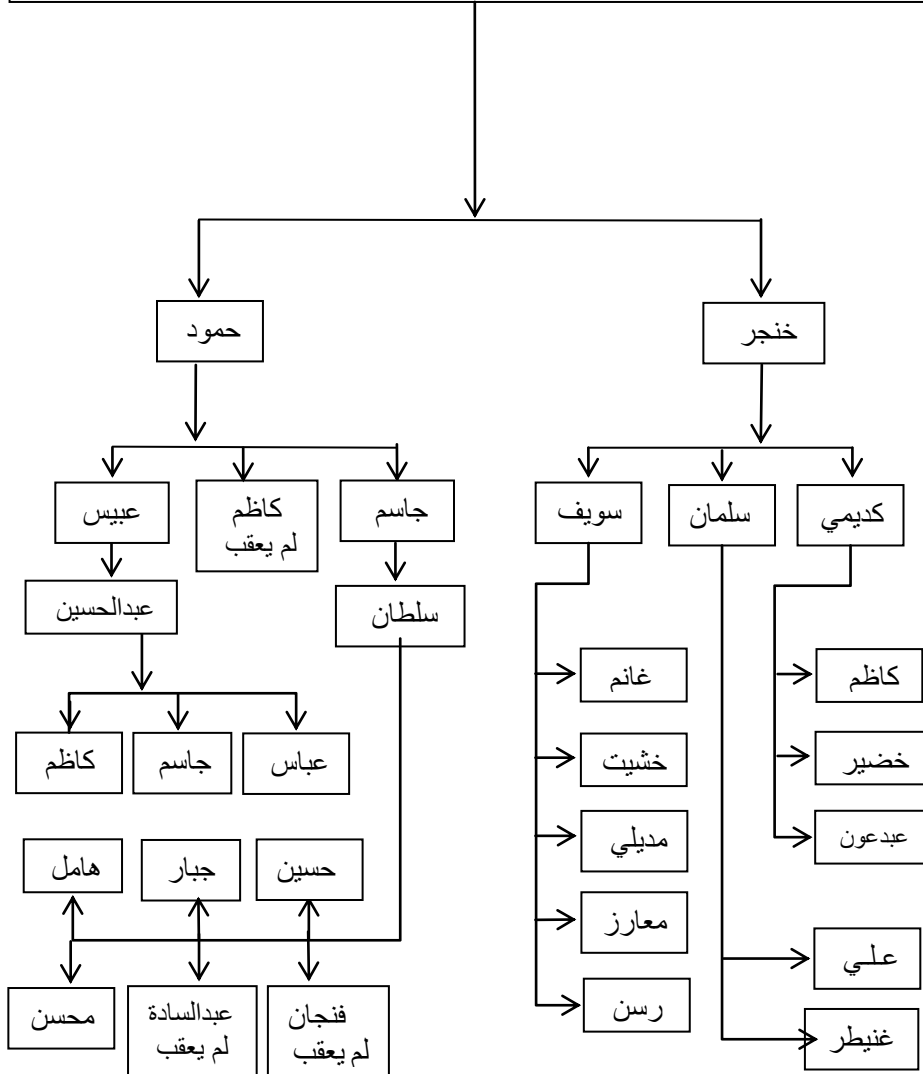 خنجر
حمود
كديمي
سلمان
سويف
جاسم
كاظم
لم يعقب
عبيس
سلطان
عبدالحسين
كاظم
خضير
عبدعون
علـي
غنيطر
غانم
خشيت
مديلي
معارز
رسن
عباس
جاسم
كاظم
حسين
جبار
هامل
فنجان
لم يعقب
عبدالسادة
لم يعقب
محسن